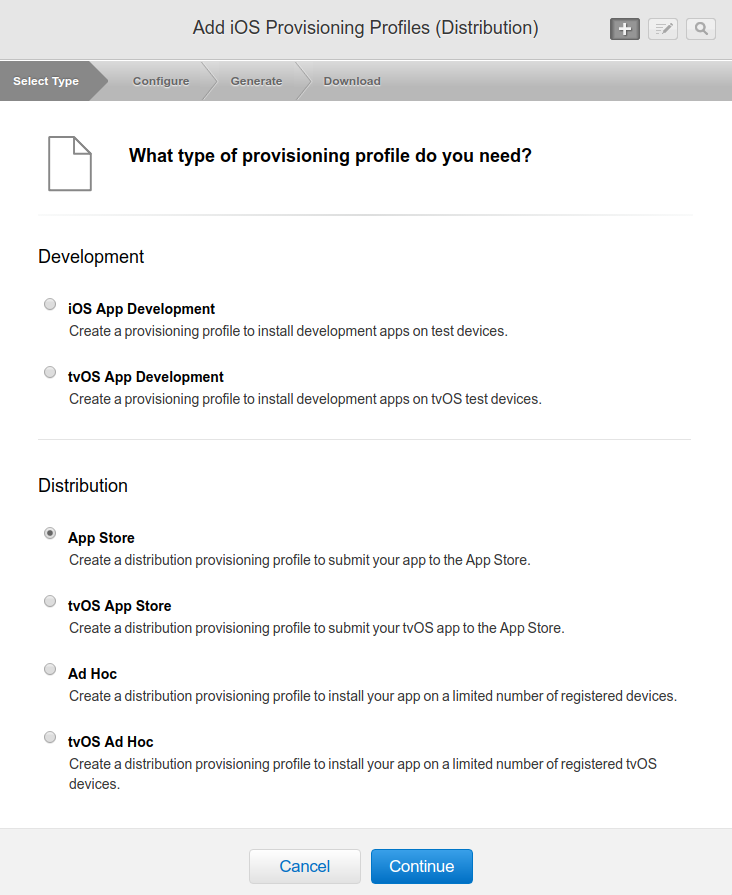 Add iOS Provisioning Profiles (Distribution)
Select Type
Configure
Generate
Download
What type of provisioning profile do you need?
Development
iOS App Development
Create a provisioning profile to install development apps on test devices.
tvOS App Development
Create a provisioning profile to install development apps on tvOS test devices.
Distribution
App Store
Create a distribution provisioning profile to submit your app to the App Store.
tvOS App Store
Create a distribution provisioning profile to submit your tvOS app to the App Store.
Ad Hoc
Create a distribution provisioning profile to install your app on a limited number of registered devices.
tvOS Ad Hoc
Create a distribution provisioning profile to install your app on a limited number of registered tvOS
devices.
Cancel
Continue